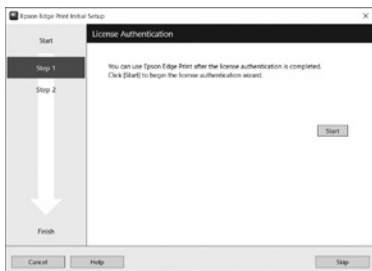 Epson Edge Print Initial Setup
Start
Step 1
Step 2
Finish
License Authentication
You can use Epson Edge Print after the license authentication is completed.
Click [Start] to begin the license authentication wizard.
Start
Cancel
Help
Skip